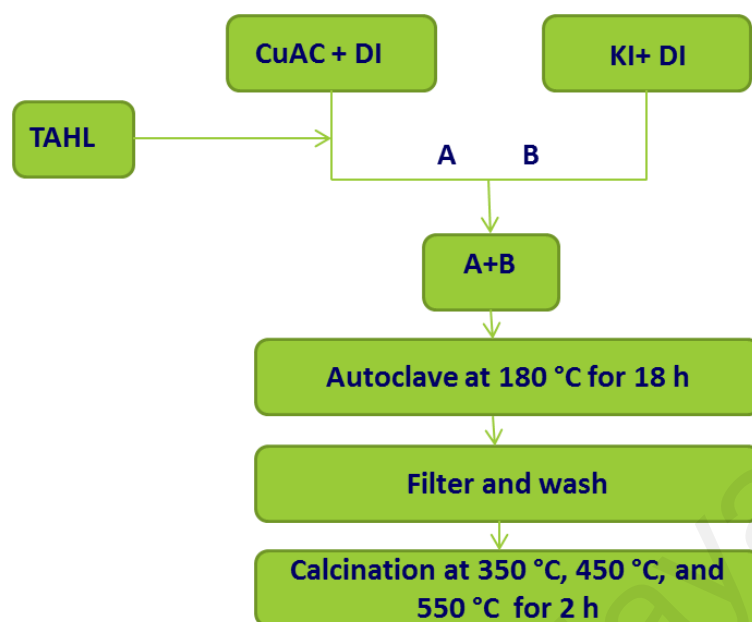 CuAC + DI
KI+ DI
TAHL
A
B
A+B
Autoclave at 180 °C for 18 h
Filter and wash
Calcination at 350 °C, 450 °C, and
550 °C for 2 h